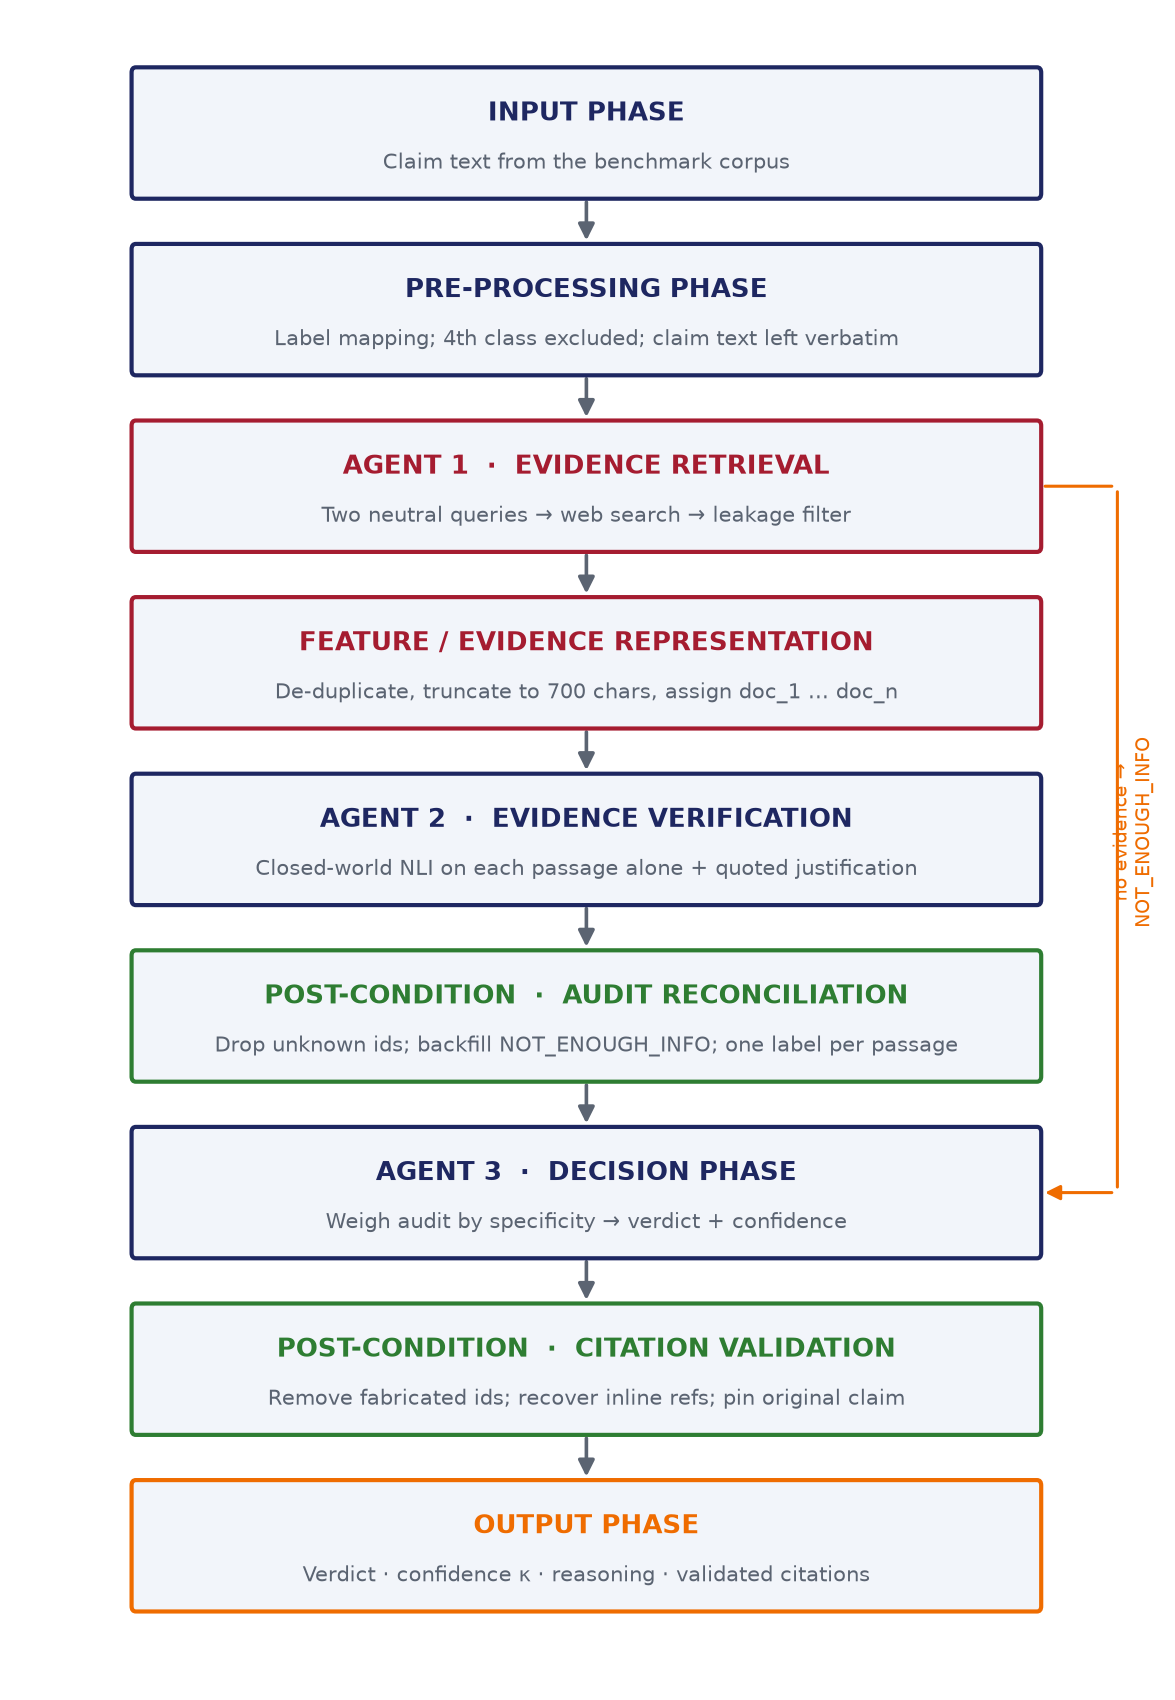 INPUT PHASE
Claim text from the benchmark corpus
PRE-PROCESSING PHASE
Label mapping; 4th class excluded; claim text left verbatim
AGENT 1 · EVIDENCE RETRIEVAL
Two neutral queries → web search → leakage filter
FEATURE / EVIDENCE REPRESENTATION
De-duplicate, truncate to 700 chars, assign doc_1 ... doc_n
AGENT 2 · EVIDENCE VERIFICATION
Closed-world NLI on each passage alone + quoted justification
no evidence →
NOT_ENOUGH_INFO
POST-CONDITION · AUDIT RECONCILIATION
Drop unknown ids; backfill NOT_ENOUGH_INFO; one label per passage
AGENT 3 · DECISION PHASE
Weigh audit by specificity → verdict + confidence
POST-CONDITION · CITATION VALIDATION
Remove fabricated ids; recover inline refs; pin original claim
OUTPUT PHASE
Verdict · confidence κ · reasoning · validated citations